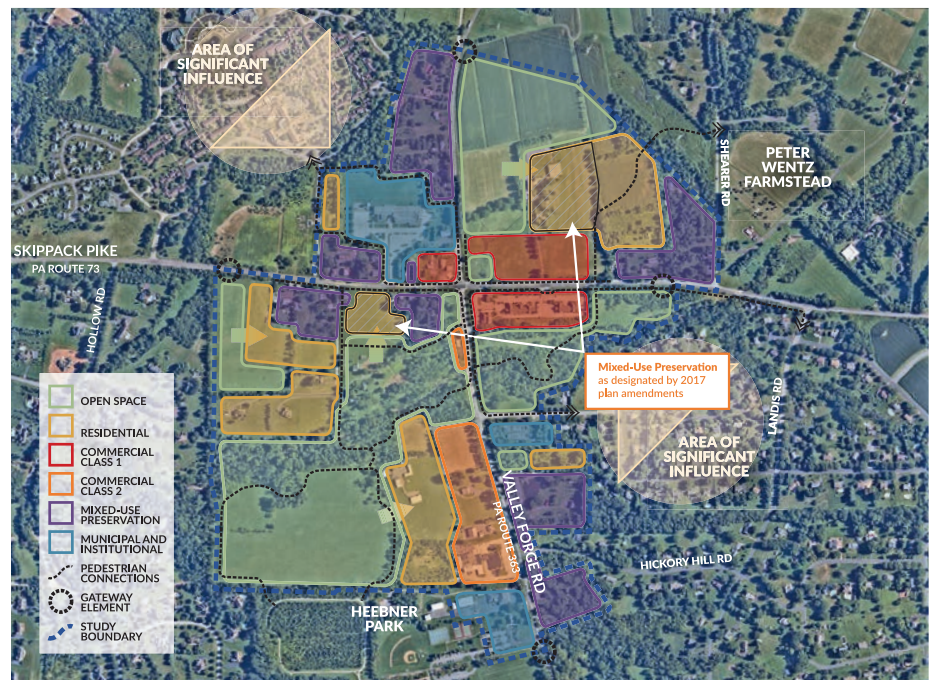 AREA OF
SIGNIFICANT
INFLUENCE
SHEARER RD
PETER
WENTZ
FARMSTEAD
SKIPPACK PIKE
PA ROUTE 73
HOLLOW RD
Mixed-Use Preservation
as designated by 2017
plan amendments
LANDIS RD
AREA OF
SIGNIFICANT
INFLUENCE
OPEN SPACE
RESIDENTIAL
COMMERCIAL
CLASS 1
COMMERCIAL
CLASS 2
MIXED-USE
PRESERVATION
MUNICIPAL AND
INSTITUTIONAL
PEDESTRIAN
CONNECTIONS
GATEWAY
ELEMENT
STUDY
BOUNDARY
VALLEY FORGE RD
PA ROUTE 363
HICKORY HILL RD
HEEBNER
PARK